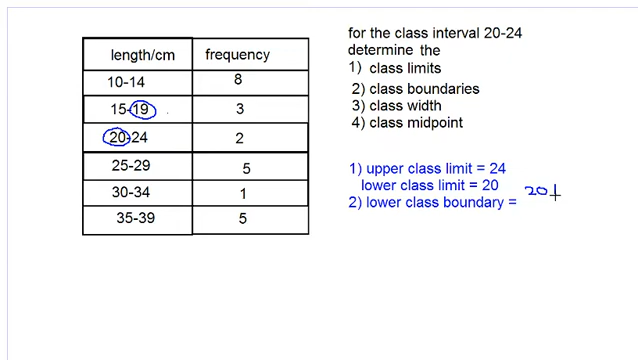 for the class interval 20-24
determine the
1) class limits
2) class boundaries
3) class width
4) class midpoint
length/cm frequency
10-14 8
15-19 3
20-24 2
25-29 5
30-34 1
35-39 5
1) upper class limit = 24
lower class limit = 20
2) lower class boundary = 20+